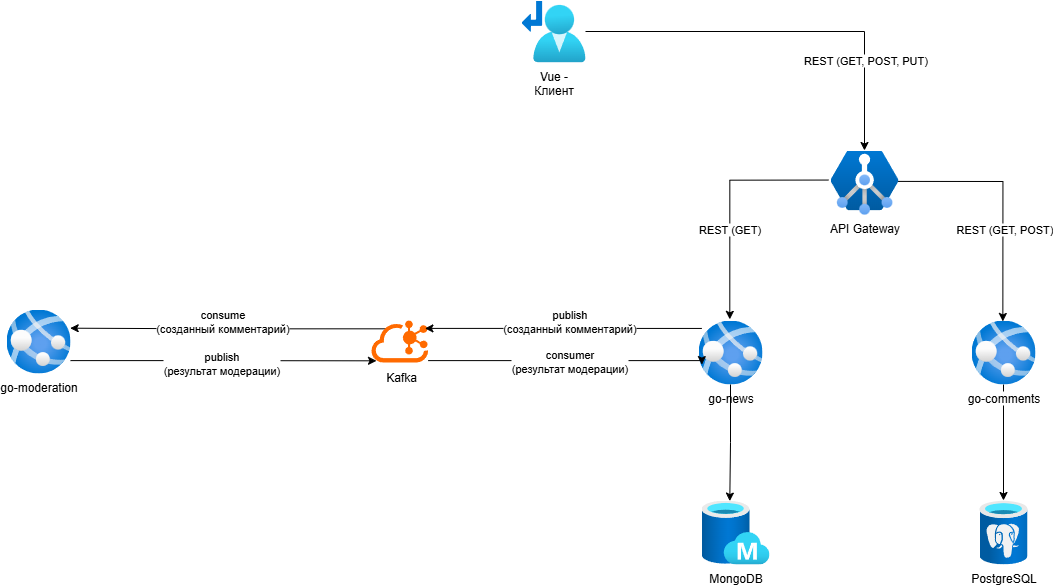 Vue -
Клиент
REST (GET, POST, PUT)
API Gateway
REST (GET)
REST (GET, POST)
consume
(созданный комментарий)
publish
(созданный комментарий)
publish
(результат модерации)
consumer
(результат модерации)
go-moderation
Kafka
go-news
go-comments
M
MongoDB
PostgreSQL